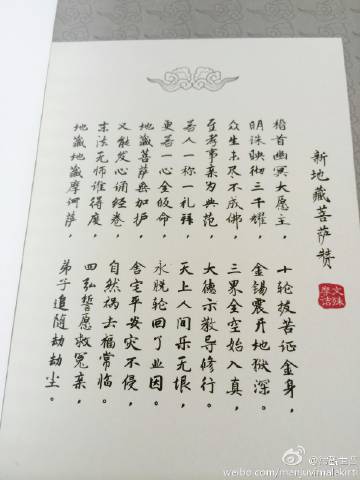 新地藏菩萨赞
文殊
摩诘
稽首幽冥大愿主，十轮拔苦证金身，
明珠映彻三千耀，金锡震开地狱深。
众生未尽不成佛，三界全空始入真，
至孝事亲为典范，大德示教导修行。
若人一称一礼拜，天上人间乐无垠，
更若一心全皈命，永脱轮回了业因。
地藏菩萨垂加护，舍宅平安灾不侵，
又能发心诵经卷，自然祸去福常临。
末法无师谁得度，四弘誓愿救冤亲，
地藏地藏摩诃萨，弟子追随劫劫尘。
weibo.com/manjuvimalakirti